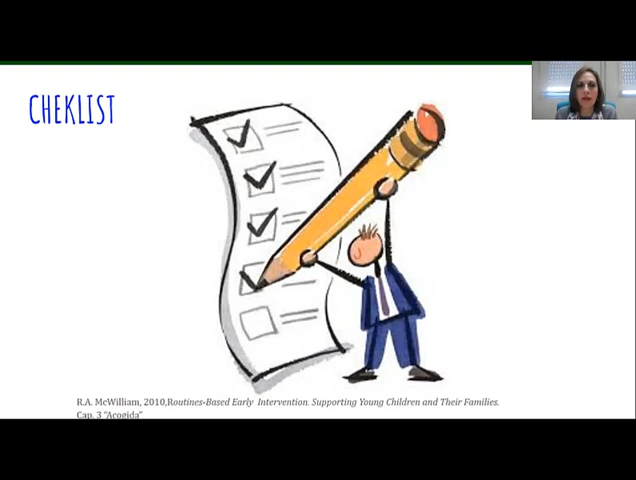 CHEKLIST
R.A. McWilliam, 2010,Routines-Based Early Intervention. Supporting Young Children and Their Families.
Cap. 3 “Acogida”